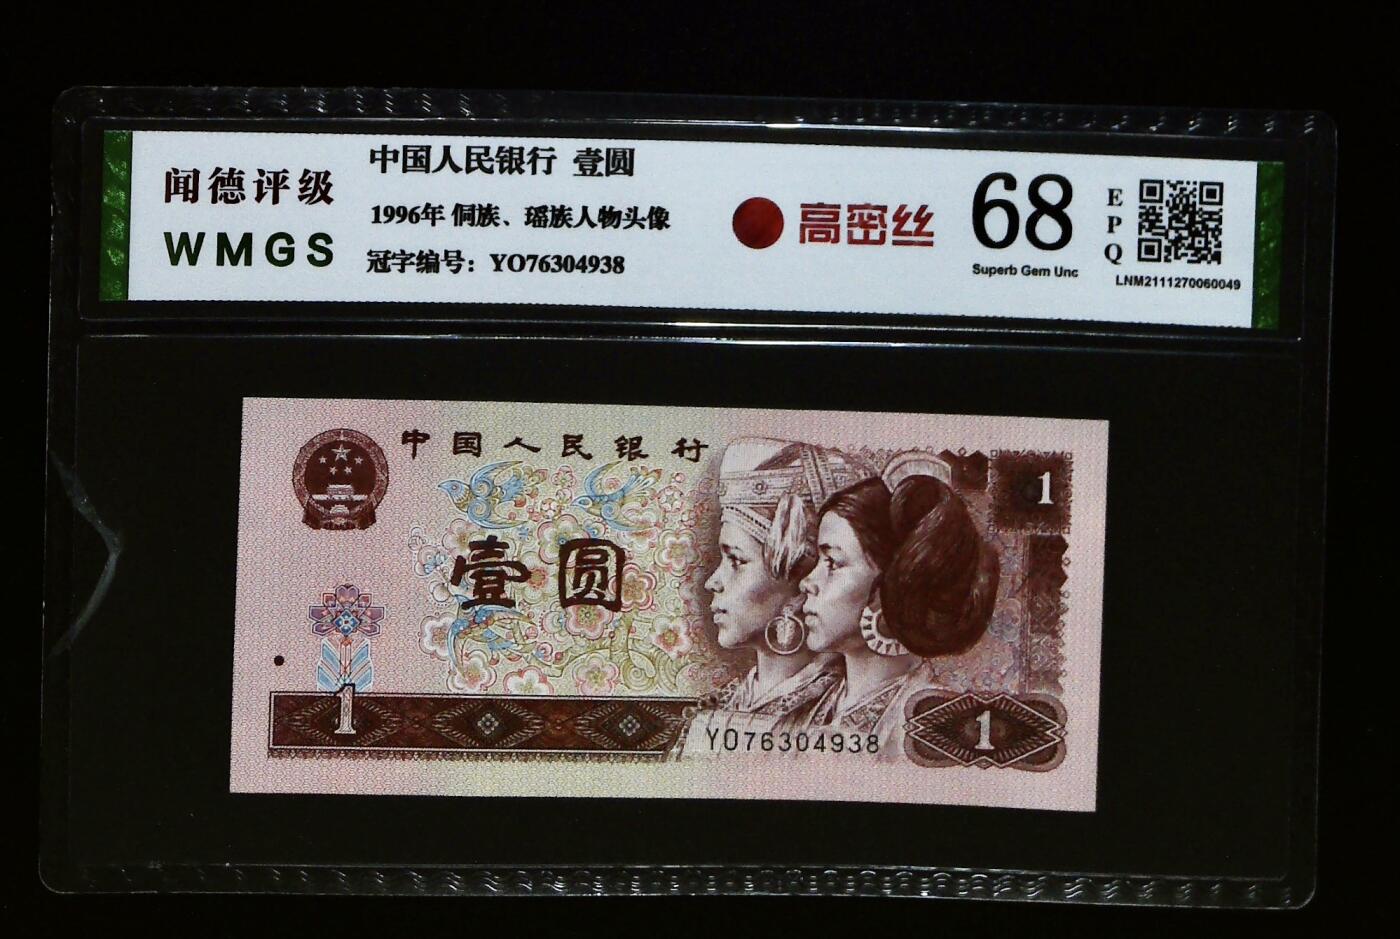 闻德评级
WMGS
中国人民银行 壹圆
1996年 侗族、瑶族人物头像
冠字编号：YO76304938
高密丝
68
Superb Gem Unc
EPQ
LNM2111270060049
中国人民银行
1
壹圆
1
YO76304938
1